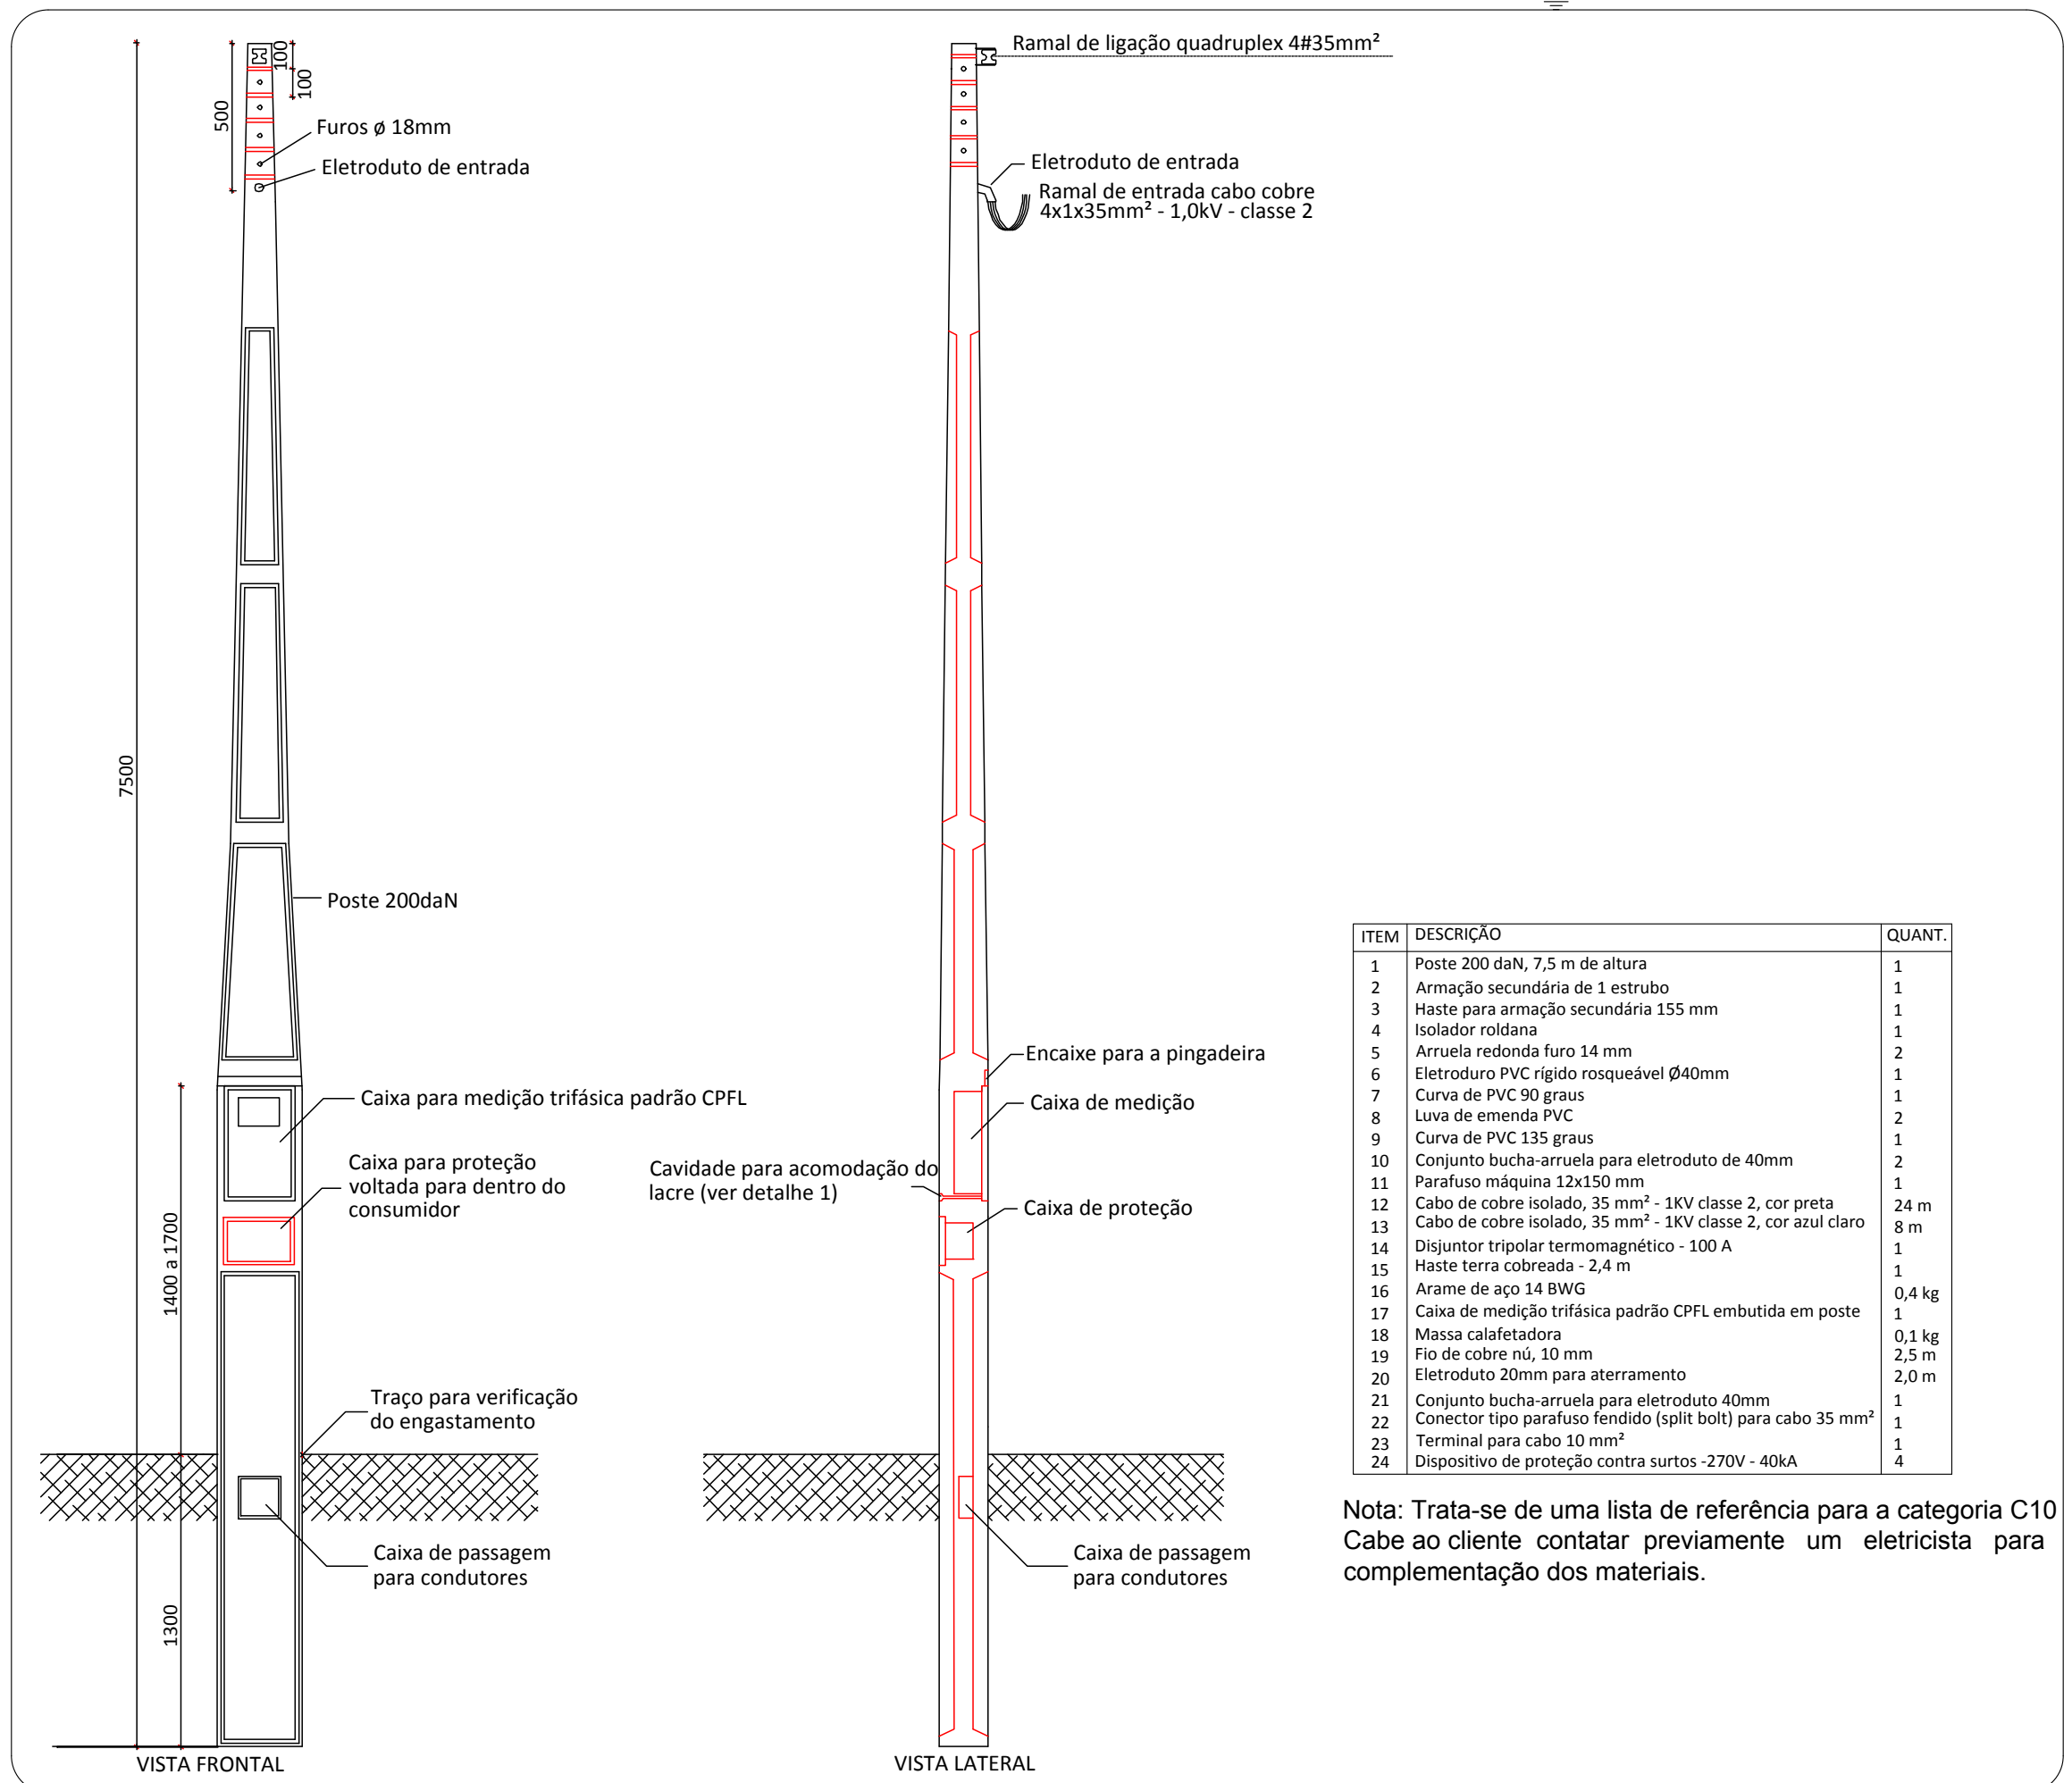 100
100
500
Furos ø 18mm
Eletroduto de entrada
7500
Poste 200daN
Caixa para medição trifásica padrão CPFL
Caixa para proteção
voltada para dentro do
consumidor
1400 a 1700
Traço para verificação
do engastamento
Caixa de passagem
para condutores
1300
VISTA FRONTAL
Ramal de ligação quadruplex 4#35mm²
Eletroduto de entrada
Ramal de entrada cabo cobre
4x1x35mm² - 1,0kV - classe 2
Encaixe para a pingadeira
Caixa de medição
Cavidade para acomodação do
lacre (ver detalhe 1)
Caixa de proteção
Caixa de passagem
para condutores
VISTA LATERAL
ITEM DESCRIÇÃO QUANT.
1 Poste 200 daN, 7,5 m de altura 1
2 Armação secundária de 1 estrubo 1
3 Haste para armação secundária 155 mm 1
4 Isolador roldana 1
5 Arruela redonda furo 14 mm 2
6 Eletroduro PVC rígido rosqueável Ø40mm 1
7 Curva de PVC 90 graus 1
8 Luva de emenda PVC 2
9 Curva de PVC 135 graus 1
10 Conjunto bucha-arruela para eletroduto de 40mm 2
11 Parafuso máquina 12x150 mm 1
12 Cabo de cobre isolado, 35 mm² - 1KV classe 2, cor preta 24 m
13 Cabo de cobre isolado, 35 mm² - 1KV classe 2, cor azul claro 8 m
14 Disjuntor tripolar termomagnético - 100 A 1
15 Haste terra cobreada - 2,4 m 1
16 Arame de aço 14 BWG 0,4 kg
17 Caixa de medição trifásica padrão CPFL embutida em poste 1
18 Massa calafetadora 0,1 kg
19 Fio de cobre nú, 10 mm 2,5 m
20 Eletroduto 20mm para aterramento 2,0 m
21 Conjunto bucha-arruela para eletroduto 40mm 1
22 Conector tipo parafuso fendido (split bolt) para cabo 35 mm² 1
23 Terminal para cabo 10 mm² 1
24 Dispositivo de proteção contra surtos -270V - 40kA 4
Nota: Trata-se de uma lista de referência para a categoria C10
Cabe ao cliente contatar previamente um eletricista para
complementação dos materiais.